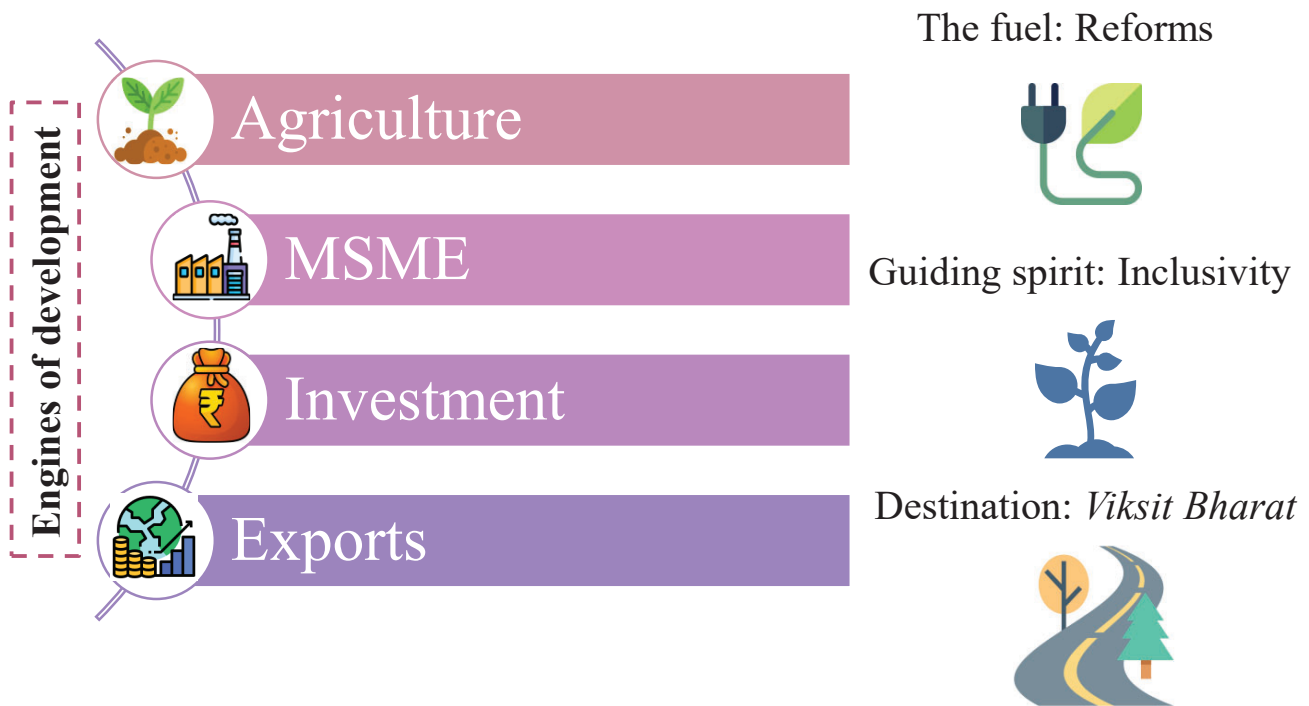 Engines of development
Agriculture
MSME
Investment
Exports
The fuel: Reforms
Guiding spirit: Inclusivity
Destination: Viksit Bharat